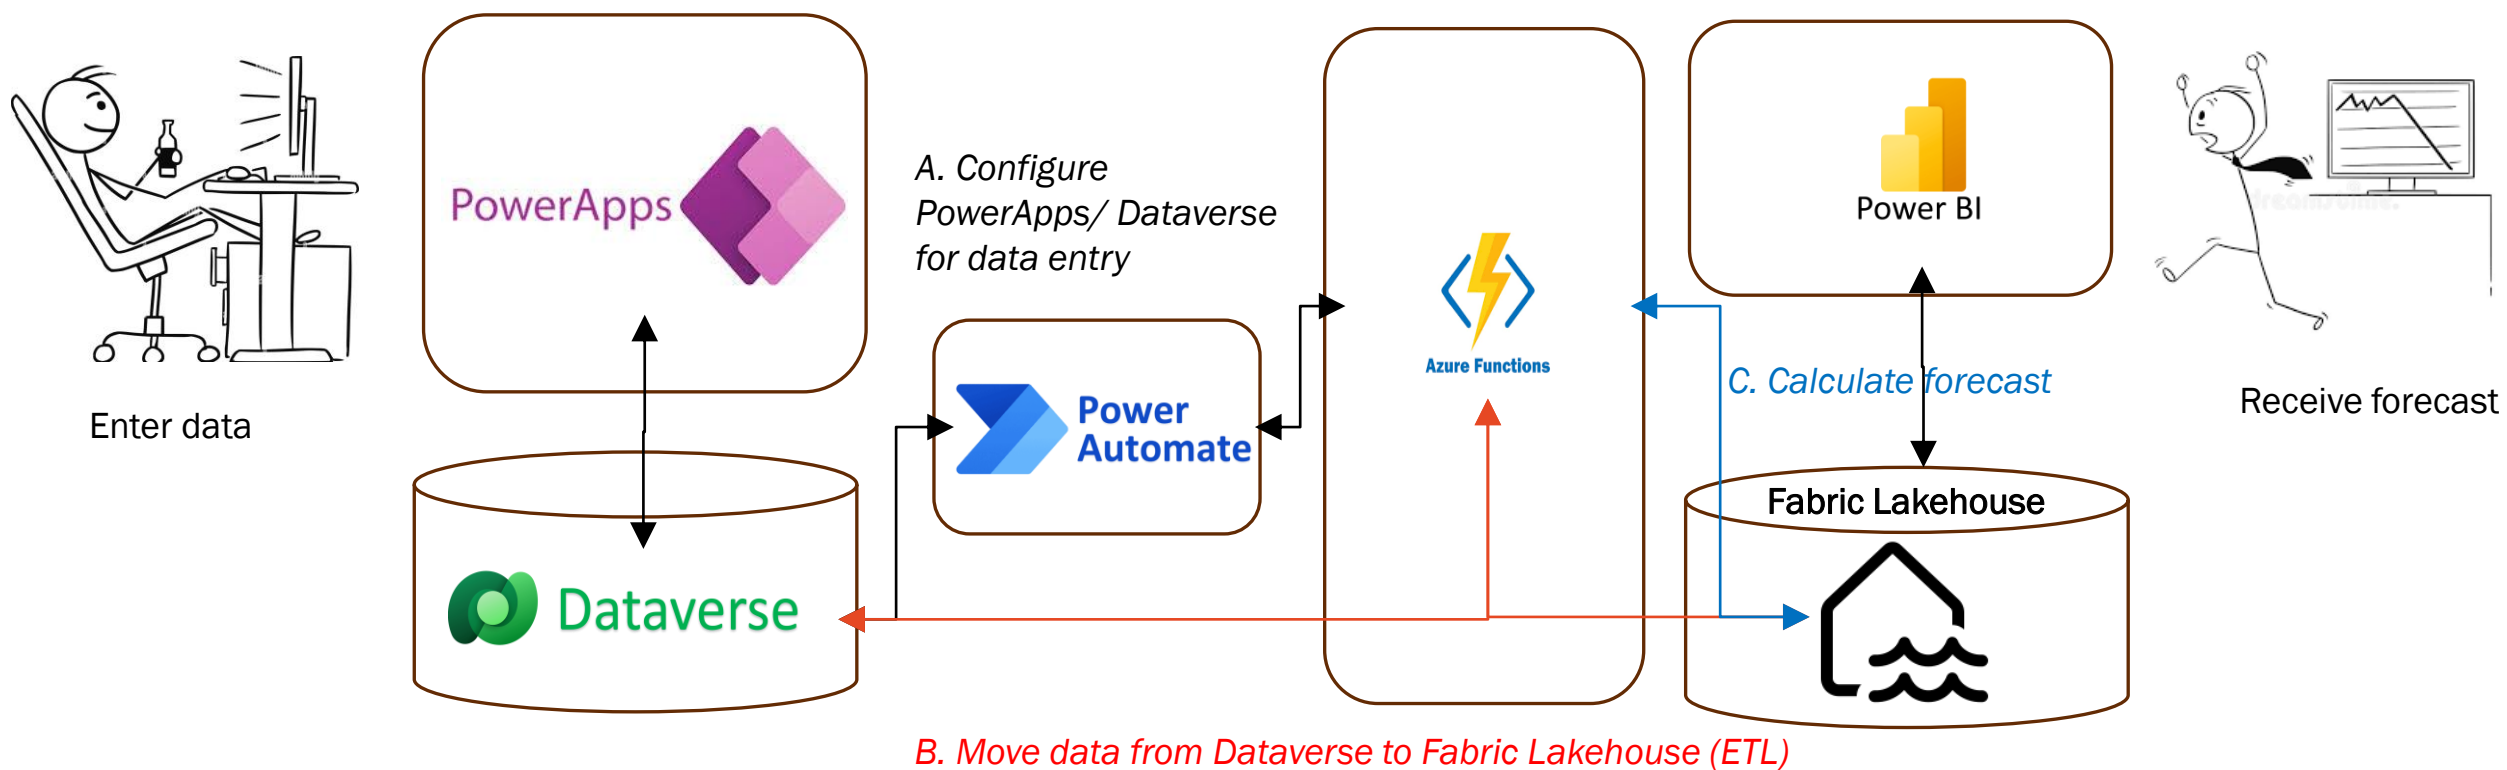 Enter data
PowerApps
Dataverse
A. Configure
PowerApps/ Dataverse
for data entry
Power
Automate
Azure Functions
Power BI
C. Calculate forecast
Fabric Lakehouse
dreamstime.
Receive forecast
B. Move data from Dataverse to Fabric Lakehouse (ETL)